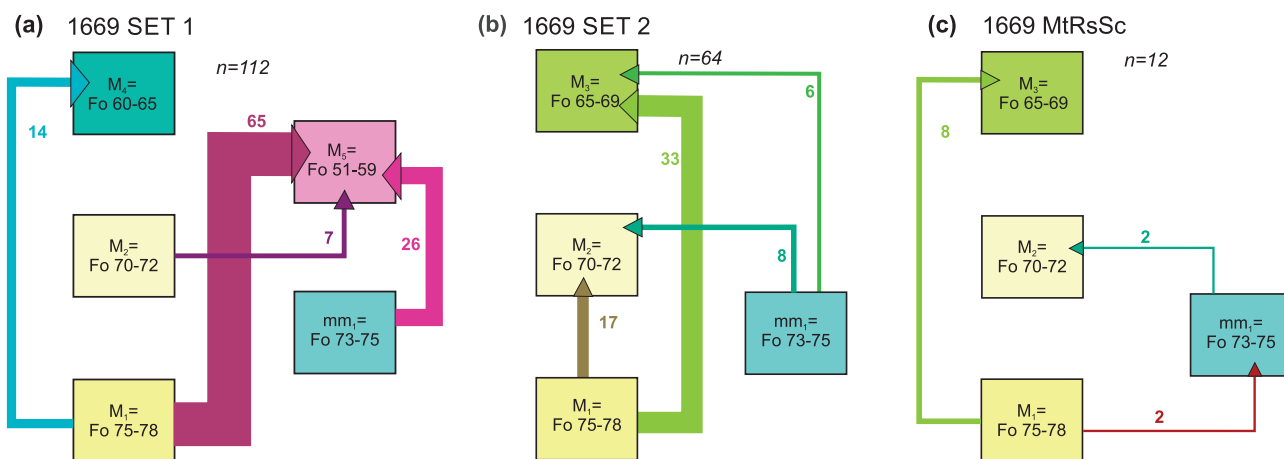 (a) 1669 SET 1
n=112
M₄=
Fo 60-65
14
65
M₅=
Fo 51-59
M₂=
Fo 70-72
7
26
mm₁=
Fo 73-75
M₁=
Fo 75-78
(b) 1669 SET 2
n=64
M₃=
Fo 65-69
6
33
M₂=
Fo 70-72
8
17
mm₁=
Fo 73-75
M₁=
Fo 75-78
(c) 1669 MtRsSc
n=12
M₃=
Fo 65-69
8
M₂=
Fo 70-72
2
mm₁=
Fo 73-75
M₁=
Fo 75-78
2